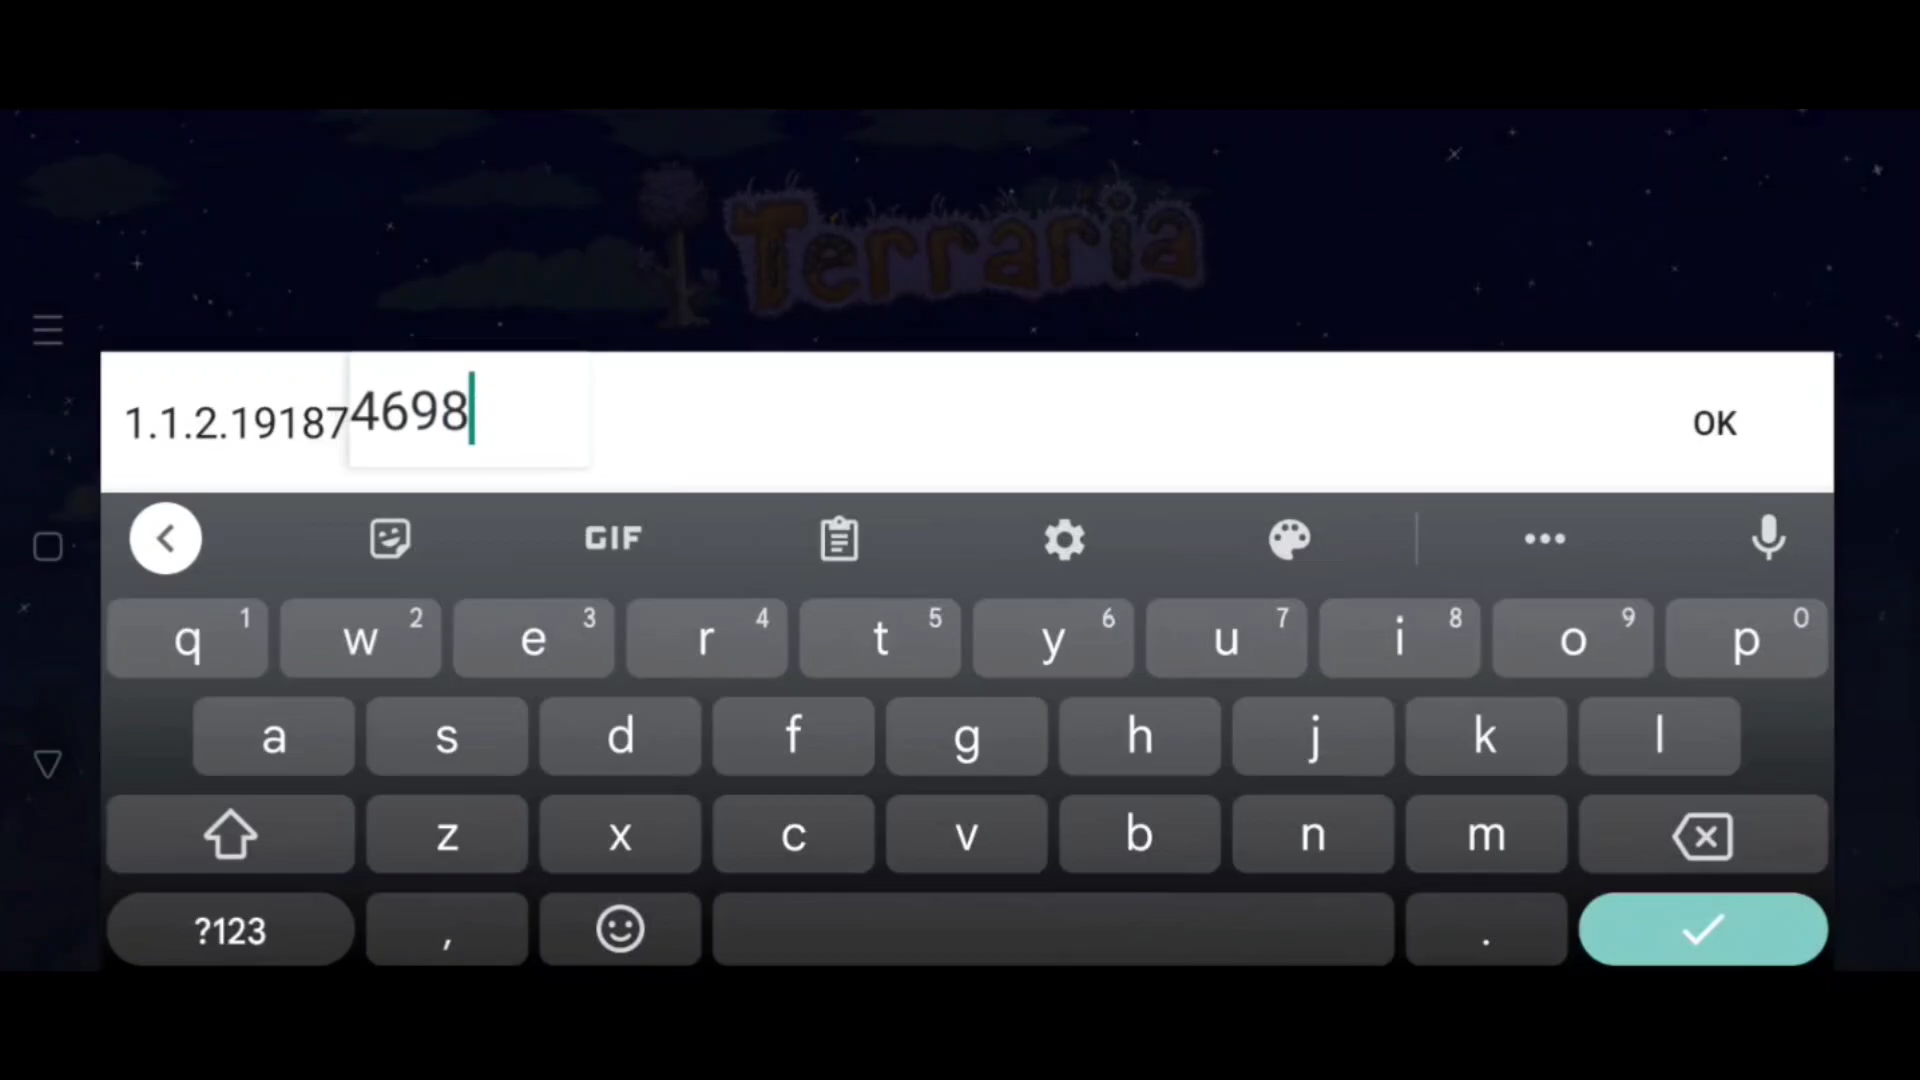 Terraria
1.1.2.191874698
OK
GIF
q 1 w 2 e 3 r 4 t 5 y 6 u 7 i 8 o 9 p 0
a s d f g h j k l
z x c v b n m
?123 , .